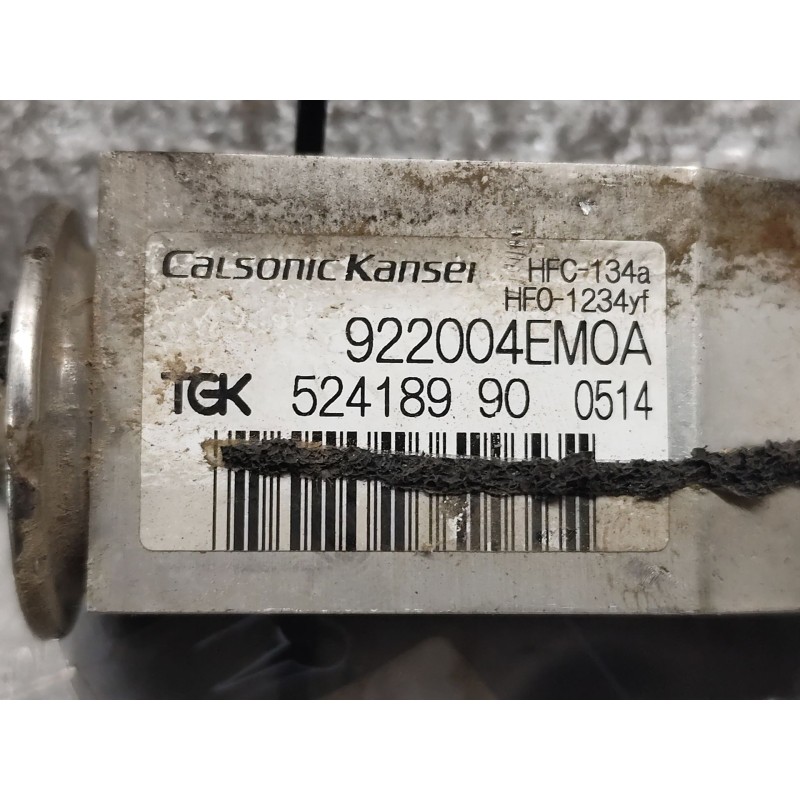 CALSONIC KANSEI HFC-134a
HFO-1234yf
922004EM0A
TGK 524189 90 0514